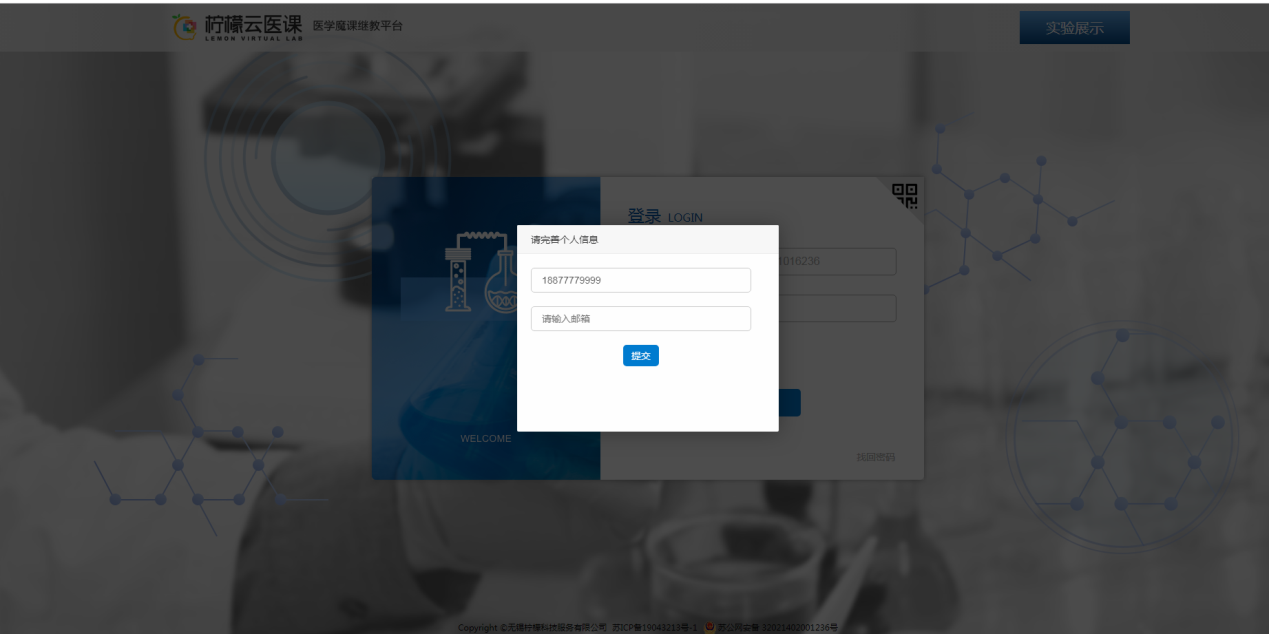 柠檬云医课 医学魔课继教平台
LEMON VIRTUAL LAB
实验展示
登录 LOGIN
请完善个人信息
1016236
18877779999
请输入邮箱
提交
WELCOME
找回密码
Copyright ©无锡柠檬科技服务有限公司 苏ICP备19043213号-1 苏公网安备 32021402001236号